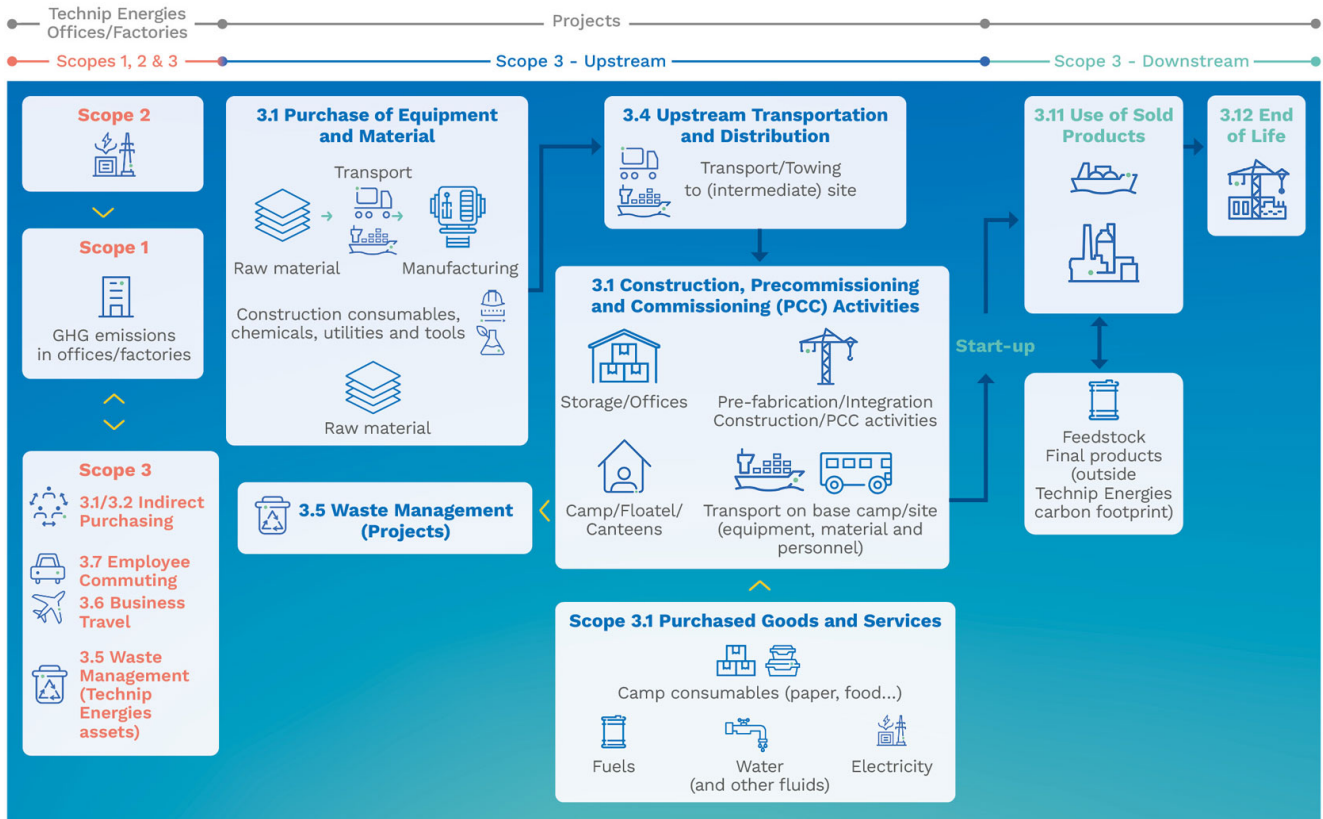 Technip Energies
Offices/Factories
Projects
Scopes 1, 2 & 3
Scope 3 - Upstream
Scope 3 - Downstream
Scope 2
Scope 1
GHG emissions
in offices/factories
Scope 3
3.1/3.2 Indirect
Purchasing
3.7 Employee
Commuting
3.6 Business
Travel
3.5 Waste
Management
(Technip
Energies
assets)
3.1 Purchase of Equipment
and Material
Transport
Raw material
Manufacturing
Construction consumables,
chemicals, utilities and tools
Raw material
3.5 Waste Management
(Projects)
3.4 Upstream Transportation
and Distribution
Transport/Towing
to (intermediate) site
3.1 Construction, Precommissioning
and Commissioning (PCC) Activities
Storage/Offices
Pre-fabrication/Integration
Construction/PCC activities
Camp/Floatel/
Canteens
Transport on base camp/site
(equipment, material and
personnel)
Scope 3.1 Purchased Goods and Services
Camp consumables (paper, food...)
Fuels
Water
(and other fluids)
Electricity
Start-up
3.11 Use of Sold
Products
3.12 End
of Life
Feedstock
Final products
(outside
Technip Energies
carbon footprint)